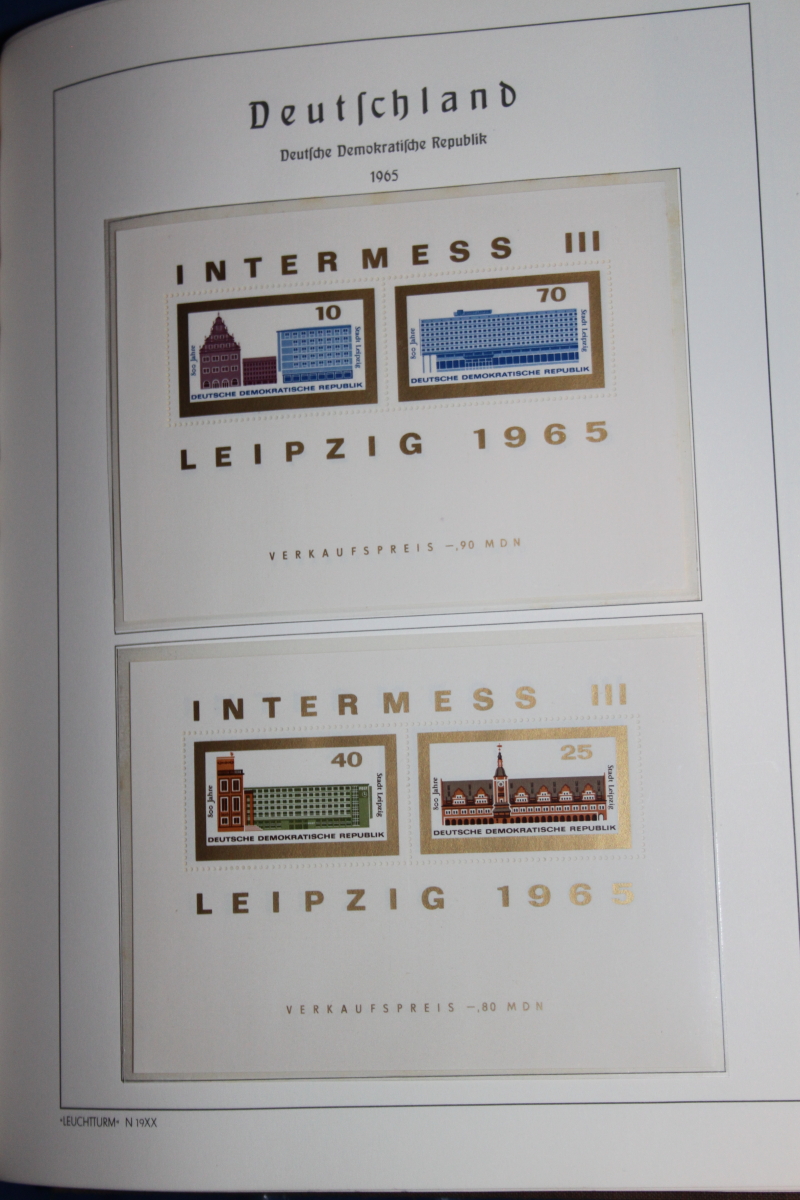 Deutſchland
Deutſche Demokratiſche Republik
1965
INTERMESS III
10
800 Jahre
Stadt Leipzig
DEUTSCHE DEMOKRATISCHE REPUBLIK
70
800 Jahre
Stadt Leipzig
DEUTSCHE DEMOKRATISCHE REPUBLIK
LEIPZIG 1965
VERKAUFSPREIS –,90 MDN
INTERMESS III
40
800 Jahre
Stadt Leipzig
DEUTSCHE DEMOKRATISCHE REPUBLIK
25
800 Jahre
Stadt Leipzig
DEUTSCHE DEMOKRATISCHE REPUBLIK
LEIPZIG 1965
VERKAUFSPREIS –,80 MDN
*LEUCHTTURM* N 19XX